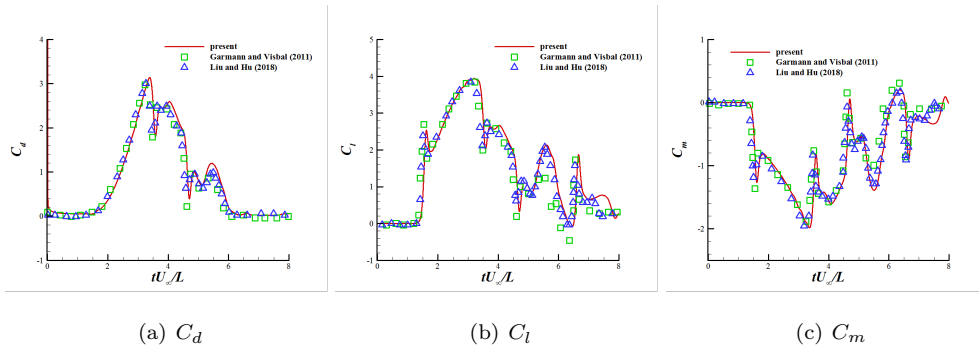 present
Garmann and Visbal (2011)
Liu and Hu (2018)
4
3
2
1
0
-1
C_d
0 2 4 6 8
tU∞/L
(a) C_d
present
Garmann and Visbal (2011)
Liu and Hu (2018)
5
4
3
2
1
0
-1
C_l
0 2 4 6 8
tU∞/L
(b) C_l
present
Garmann and Visbal (2011)
Liu and Hu (2018)
1
0
-1
-2
C_m
0 2 4 6 8
tU∞/L
(c) C_m